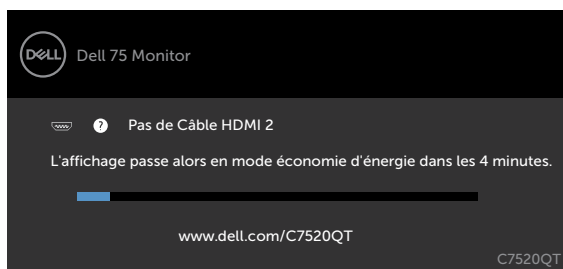 DELL
Dell 75 Monitor
? Pas de Câble HDMI 2
L'affichage passe alors en mode économie d'énergie dans les 4 minutes.
www.dell.com/C7520QT
C7520QT